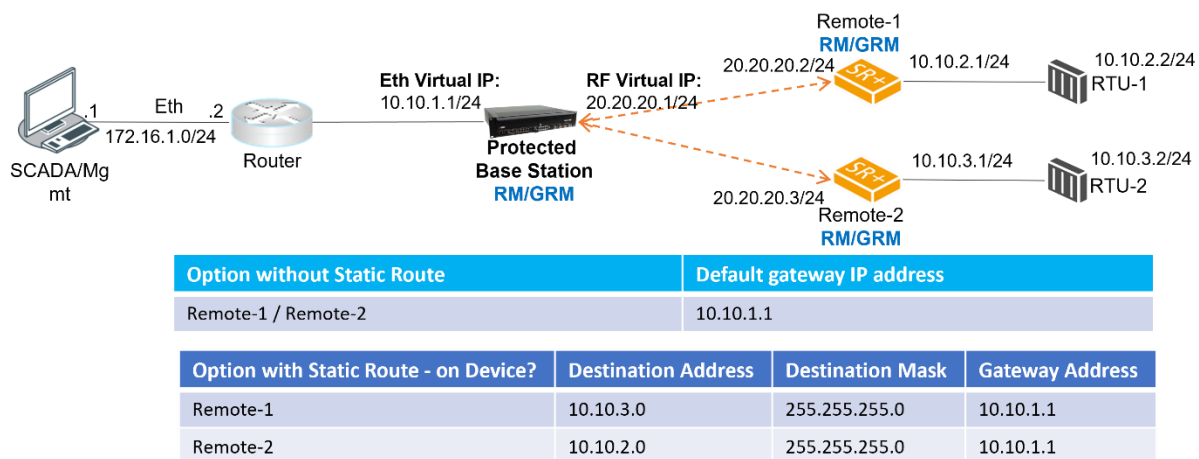 Remote-1
RM/GRM
20.20.20.2/24
10.10.2.1/24
10.10.2.2/24
RTU-1
SR+
Eth Virtual IP:
10.10.1.1/24
RF Virtual IP:
20.20.20.1/24
.1
Eth
.2
172.16.1.0/24
Router
SCADA/Mg
mt
Protected
Base Station
RM/GRM
10.10.3.1/24
10.10.3.2/24
RTU-2
SR+
20.20.20.3/24
Remote-2
RM/GRM
Option without Static Route Default gateway IP address
Remote-1 / Remote-2 10.10.1.1
Option with Static Route - on Device? Destination Address Destination Mask Gateway Address
Remote-1 10.10.3.0 255.255.255.0 10.10.1.1
Remote-2 10.10.2.0 255.255.255.0 10.10.1.1